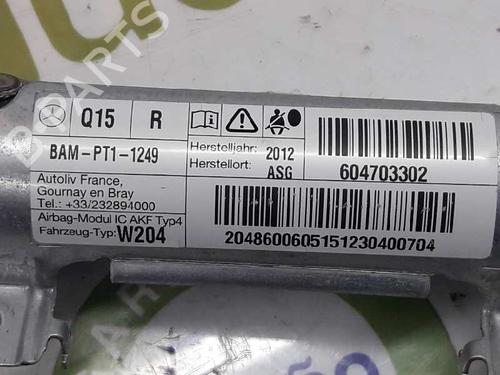 Q15 R
BAM-PT1-1249
Autoliv France,
Gournay en Bray
Tel.: +33/232894000
Airbag-Modul IC AKF Typ4
Fahrzeug-Typ: W204
Herstelljahr: 2012
Herstellort: ASG
604703302
2048600605151230400704
B-PARTS